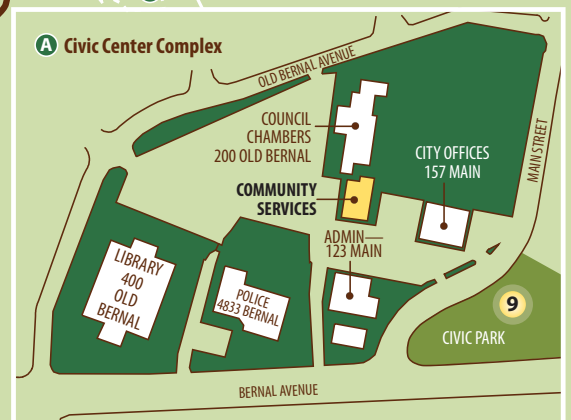 A Civic Center Complex
OLD BERNAL AVENUE
COUNCIL
CHAMBERS
200 OLD BERNAL
CITY OFFICES
157 MAIN
MAIN STREET
COMMUNITY
SERVICES
ADMIN—
123 MAIN
LIBRARY
400
OLD
BERNAL
POLICE
4833 BERNAL
9
CIVIC PARK
BERNAL AVENUE